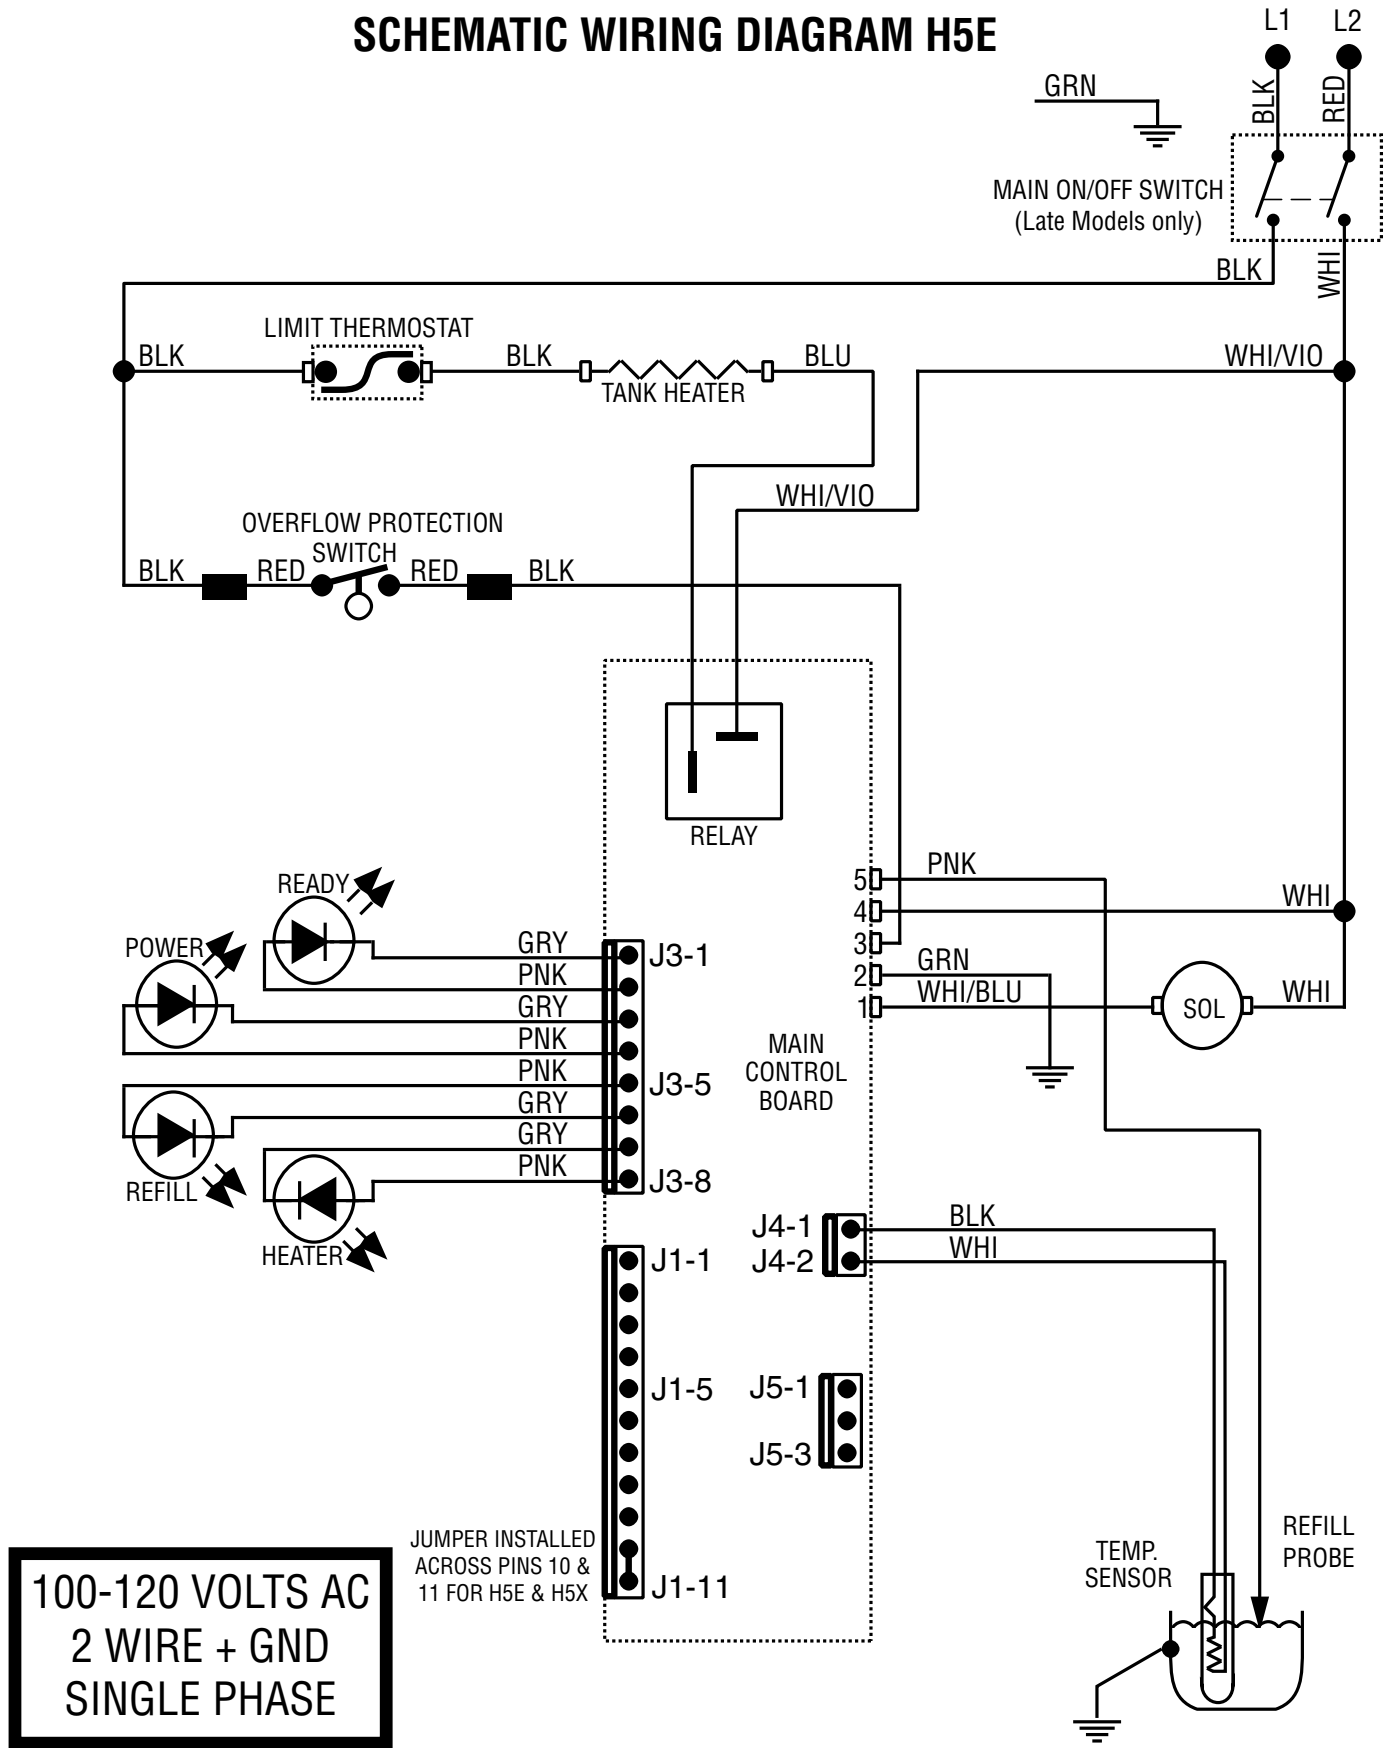 SCHEMATIC WIRING DIAGRAM H5E
L1
L2
GRN
BLK
RED
MAIN ON/OFF SWITCH
(Late Models only)
BLK
WHI
LIMIT THERMOSTAT
BLK
BLK
BLU
WHI/VIO
TANK HEATER
WHI/VIO
OVERFLOW PROTECTION
SWITCH
BLK
RED
RED
BLK
RELAY
READY
POWER
GRY
PNK
GRY
PNK
PNK
GRY
GRY
PNK
REFILL
HEATER
J3-1
J3-5
J3-8
5
4
3
2
1
PNK
WHI
GRN
WHI/BLU
SOL
WHI
MAIN
CONTROL
BOARD
J4-1
J4-2
BLK
WHI
J1-1
J1-5
J1-11
J5-1
J5-3
JUMPER INSTALLED
ACROSS PINS 10 &
11 FOR H5E & H5X
TEMP.
SENSOR
REFILL
PROBE
100-120 VOLTS AC
2 WIRE + GND
SINGLE PHASE